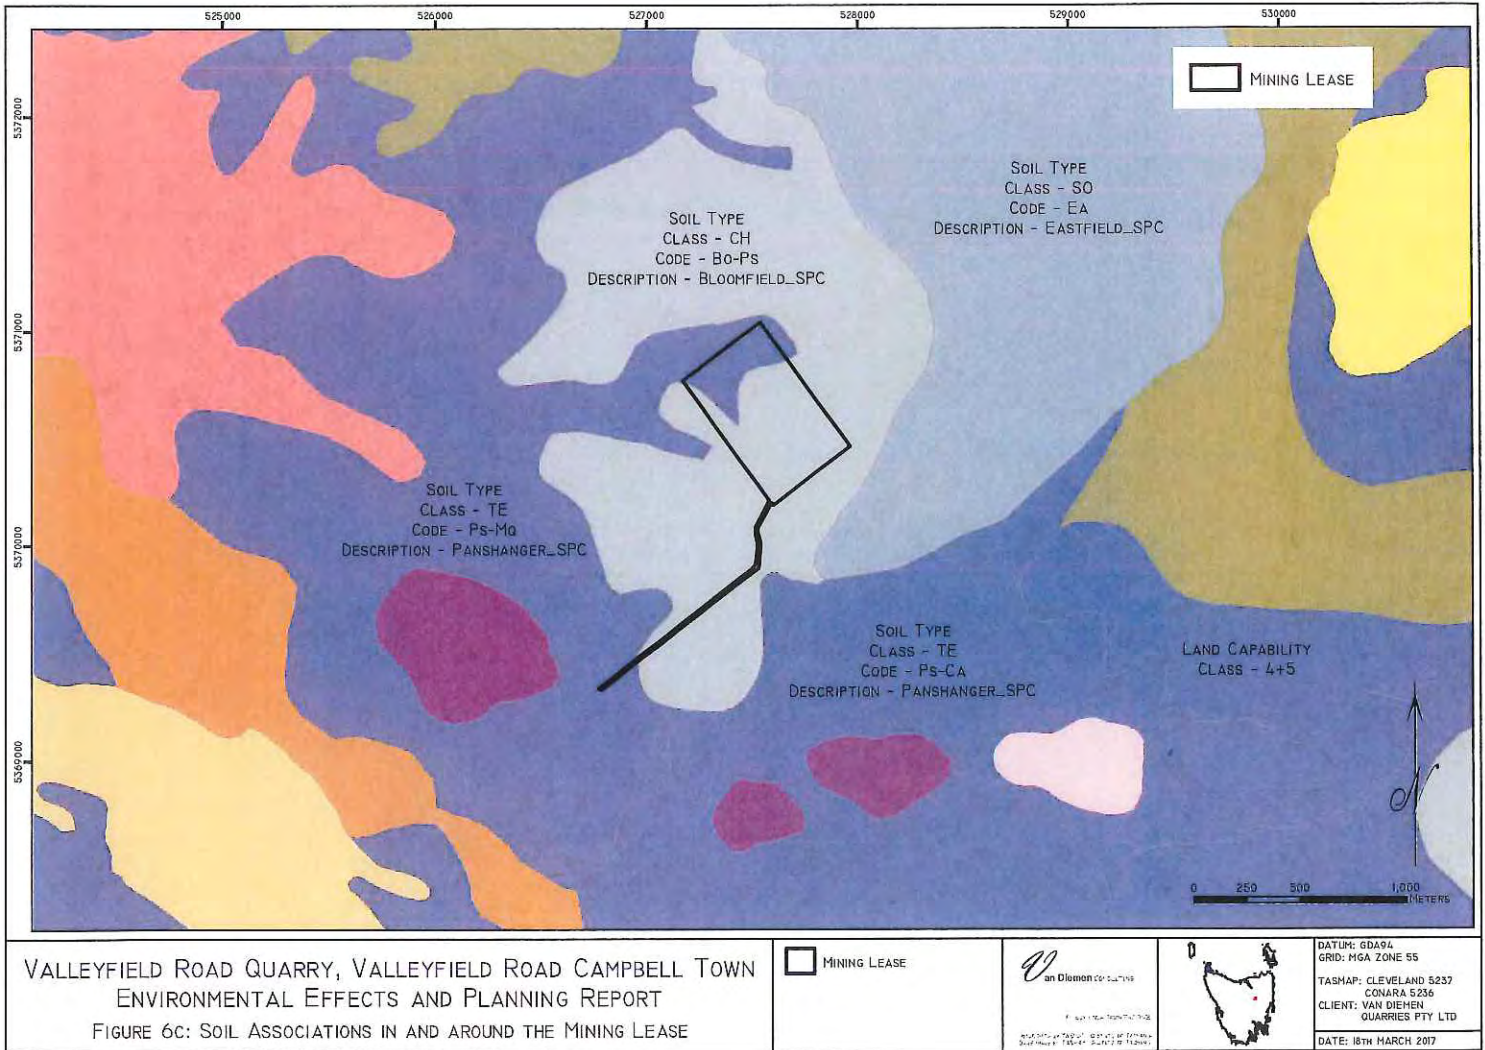 525000
526000
527000
528000
529000
530000
5372000
5371000
5370000
5369000
MINING LEASE
SOIL TYPE
CLASS - SO
CODE - EA
DESCRIPTION - EASTFIELD_SPC
SOIL TYPE
CLASS - CH
CODE - BO-PS
DESCRIPTION - BLOOMFIELD_SPC
SOIL TYPE
CLASS - TE
CODE - PS-MQ
DESCRIPTION - PANSHANGER_SPC
SOIL TYPE
CLASS - TE
CODE - PS-CA
DESCRIPTION - PANSHANGER_SPC
LAND CAPABILITY
CLASS - 4+5
0 250 500 1,000
METERS
VALLEYFIELD ROAD QUARRY, VALLEYFIELD ROAD CAMPBELL TOWN
ENVIRONMENTAL EFFECTS AND PLANNING REPORT
FIGURE 6C: SOIL ASSOCIATIONS IN AND AROUND THE MINING LEASE
MINING LEASE
Van Diemen CONSULTING
DATUM: GDA94
GRID: MGA ZONE 55
TASMAP: CLEVELAND 5237
CONARA 5236
CLIENT: VAN DIEMEN
QUARRIES PTY LTD
DATE: 18TH MARCH 2017